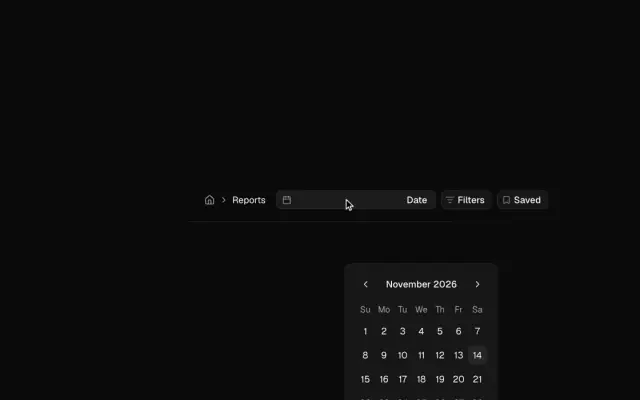 Reports Date Filters Saved
November 2026
Su Mo Tu We Th Fr Sa
1 2 3 4 5 6 7
8 9 10 11 12 13 14
15 16 17 18 19 20 21